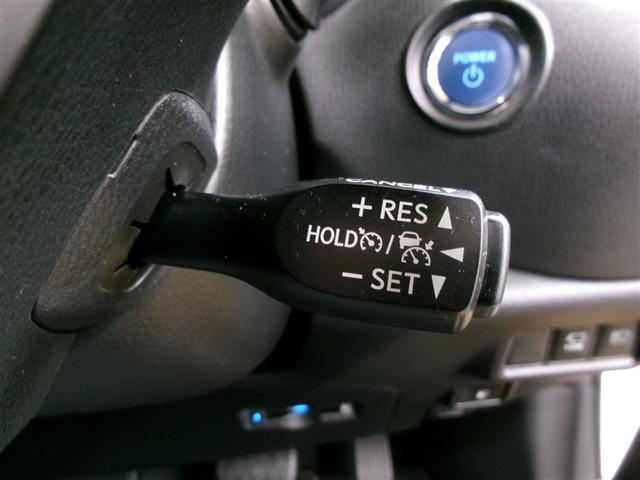 POWER
CANCEL
+ RES
HOLD /
− SET